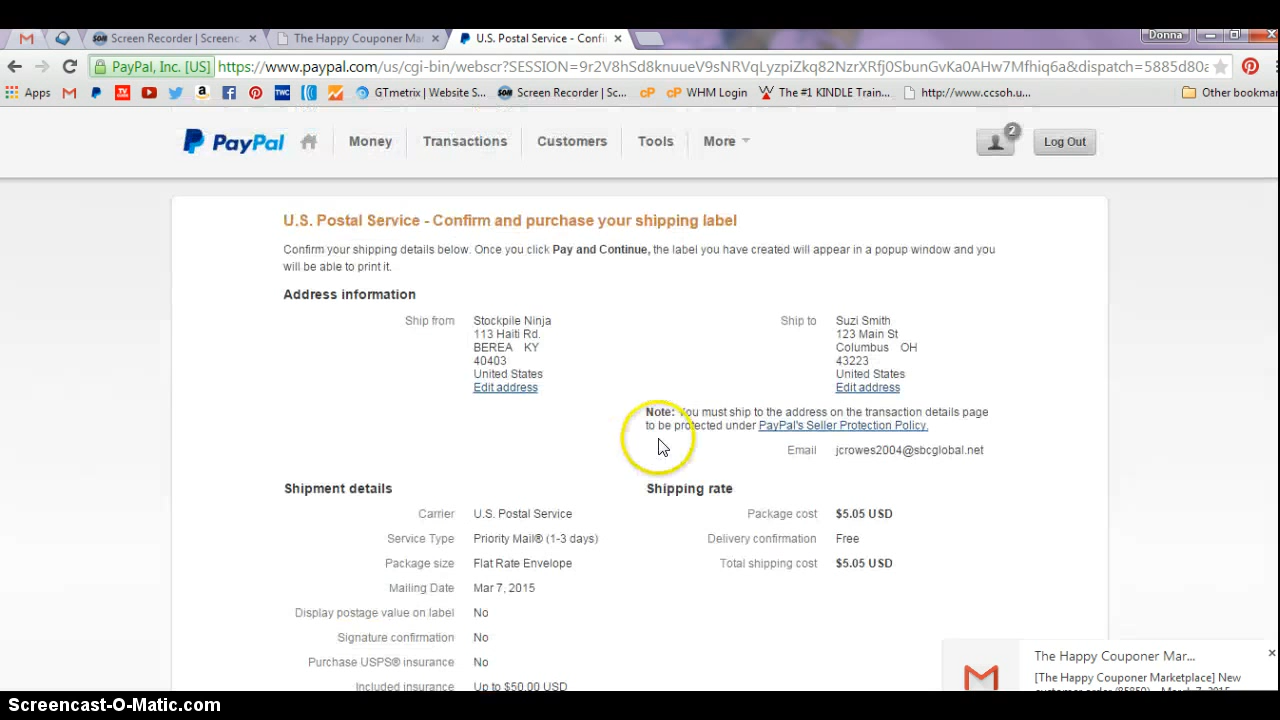 Screen Recorder | Screenc
The Happy Couponer Mar
U.S. Postal Service - Confi
Donna
PayPal, Inc. [US]
https://www.paypal.com/us/cgi-bin/webscr?SESSION=
Apps
GTmetrix | Website S...
Screen Recorder | Sc...
WHM Login
The #1 KINDLE Train...
http://www.ccsoh.u...
Other bookmar
PayPal
Money
Transactions
Customers
Tools
More
2
Log Out
U.S. Postal Service - Confirm and purchase your shipping label
Confirm your shipping details below. Once you click Pay and Continue, the label you have created will appear in a popup window and you
will be able to print it.
Address information
Ship from
Stockpile Ninja
113 Haiti Rd.
BEREA KY
40403
United States
Edit address
Ship to
Suzi Smith
123 Main St
Columbus OH
43223
United States
Edit address
Note: You must ship to the address on the transaction details page
to be protected under PayPal's Seller Protection Policy.
Email jcrowes2004@sbcglobal.net
Shipment details
Carrier U.S. Postal Service
Service Type Priority Mail® (1-3 days)
Package size Flat Rate Envelope
Mailing Date Mar 7, 2015
Display postage value on label No
Signature confirmation No
Purchase USPS® insurance No
Included insurance Up to $50.00 USD
Shipping rate
Package cost $5.05 USD
Delivery confirmation Free
Total shipping cost $5.05 USD
The Happy Couponer Mar...
[The Happy Couponer Marketplace] New
Screencast-O-Matic.com